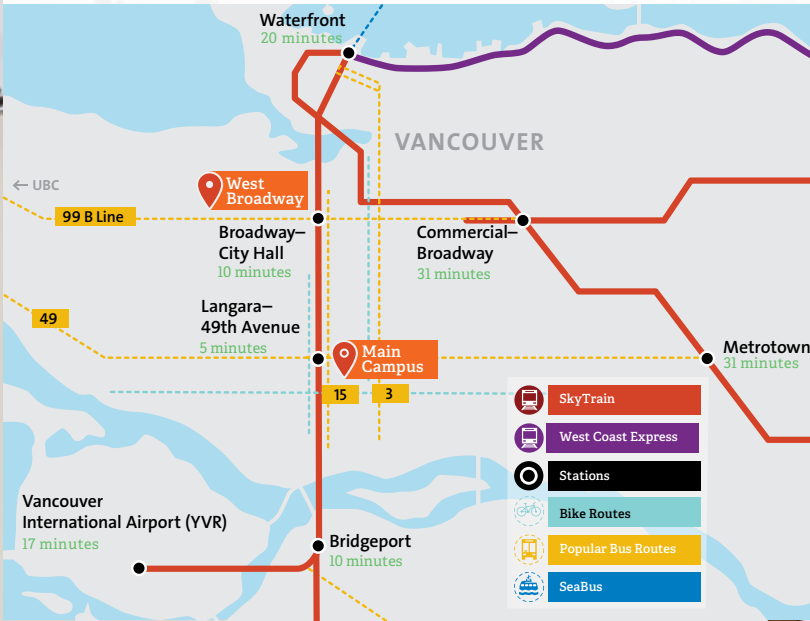 Waterfront
20 minutes
VANCOUVER
← UBC
West
Broadway
99 B Line
Broadway–
City Hall
10 minutes
Commercial–
Broadway
31 minutes
Langara–
49th Avenue
5 minutes
49
Main
Campus
Metrotown
31 minutes
15
3
SkyTrain
West Coast Express
Stations
Bike Routes
Popular Bus Routes
SeaBus
Vancouver
International Airport (YVR)
17 minutes
Bridgeport
10 minutes